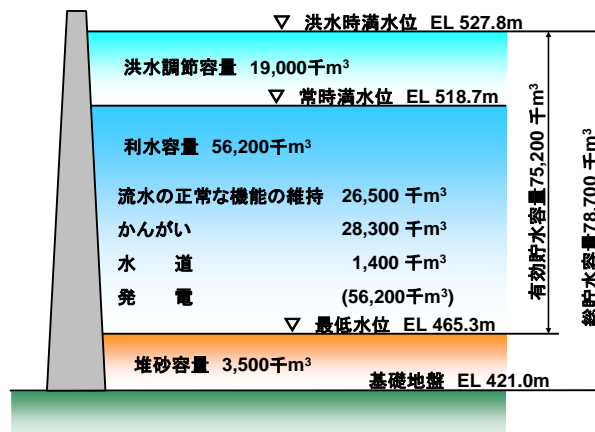 ▽ 洪水時満水位 EL 527.8m
洪水調節容量 19,000千m³
▽ 常時満水位 EL 518.7m
利水容量 56,200千m³
流水の正常な機能の維持 26,500 千m³
かんがい 28,300 千m³
水 道 1,400 千m³
発 電 (56,200千m³)
▽ 最低水位 EL 465.3m
堆砂容量 3,500千m³
基礎地盤 EL 421.0m
有効貯水容量75,200 千m³
総貯水容量78,700 千m³